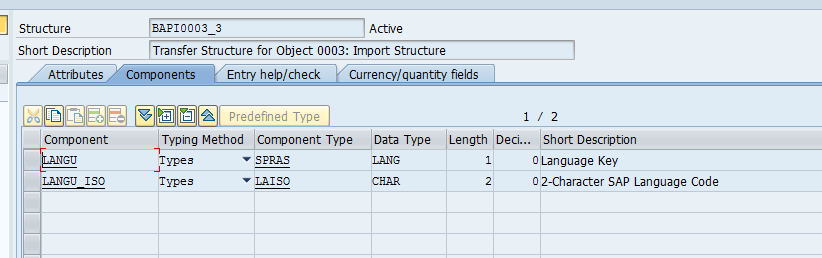 Structure BAPI0003_3 Active
Short Description Transfer Structure for Object 0003: Import Structure
Attributes Components Entry help/check Currency/quantity fields
Predefined Type 1 / 2
Component Typing Method Component Type Data Type Length Deci... Short Description
LANGU Types SPRAS LANG 1 0 Language Key
LANGU_ISO Types LAISO CHAR 2 0 2-Character SAP Language Code